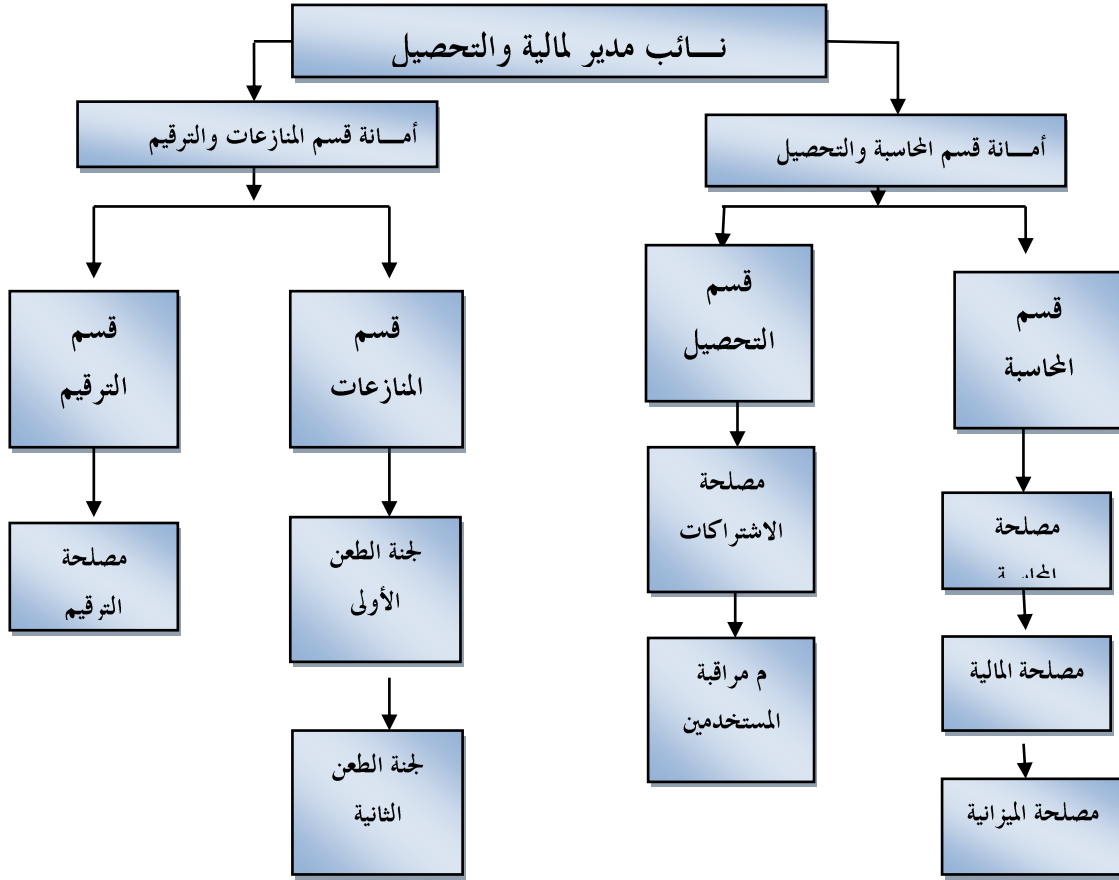 نـــائب مدير لمالية والتحصيل
أمـــانة قسم المحاسبة والتحصيل
أمـــانة قسم المنازعات والترقيم
قسم
المحاسبة
قسم
التحصيل
قسم
المنازعات
قسم
الترقيم
مصلحة
المحاسبة
مصلحة
الاشتراكات
لجنة الطعن
الأولى
مصلحة
الترقيم
مصلحة المالية
م مراقبة
المستخدمين
لجنة الطعن
الثانية
مصلحة الميزانية